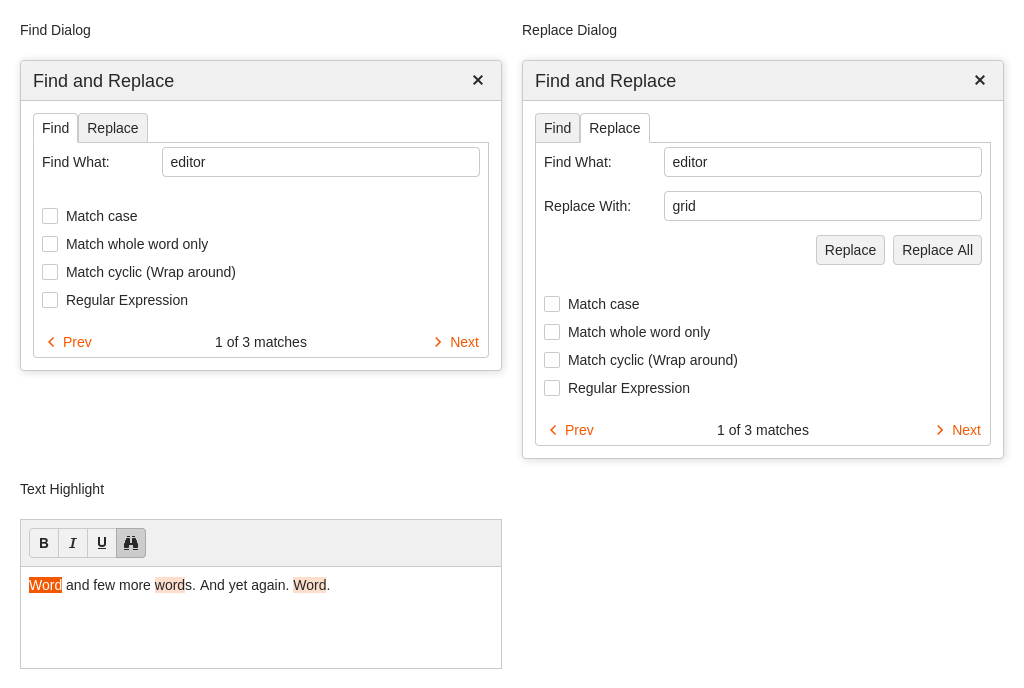 Find Dialog
Find and Replace
Find Replace
Find What: editor
Match case
Match whole word only
Match cyclic (Wrap around)
Regular Expression
Prev 1 of 3 matches Next
Replace Dialog
Find and Replace
Find Replace
Find What: editor
Replace With: grid
Replace Replace All
Match case
Match whole word only
Match cyclic (Wrap around)
Regular Expression
Prev 1 of 3 matches Next
Text Highlight
B I U
Word and few more words. And yet again. Word.